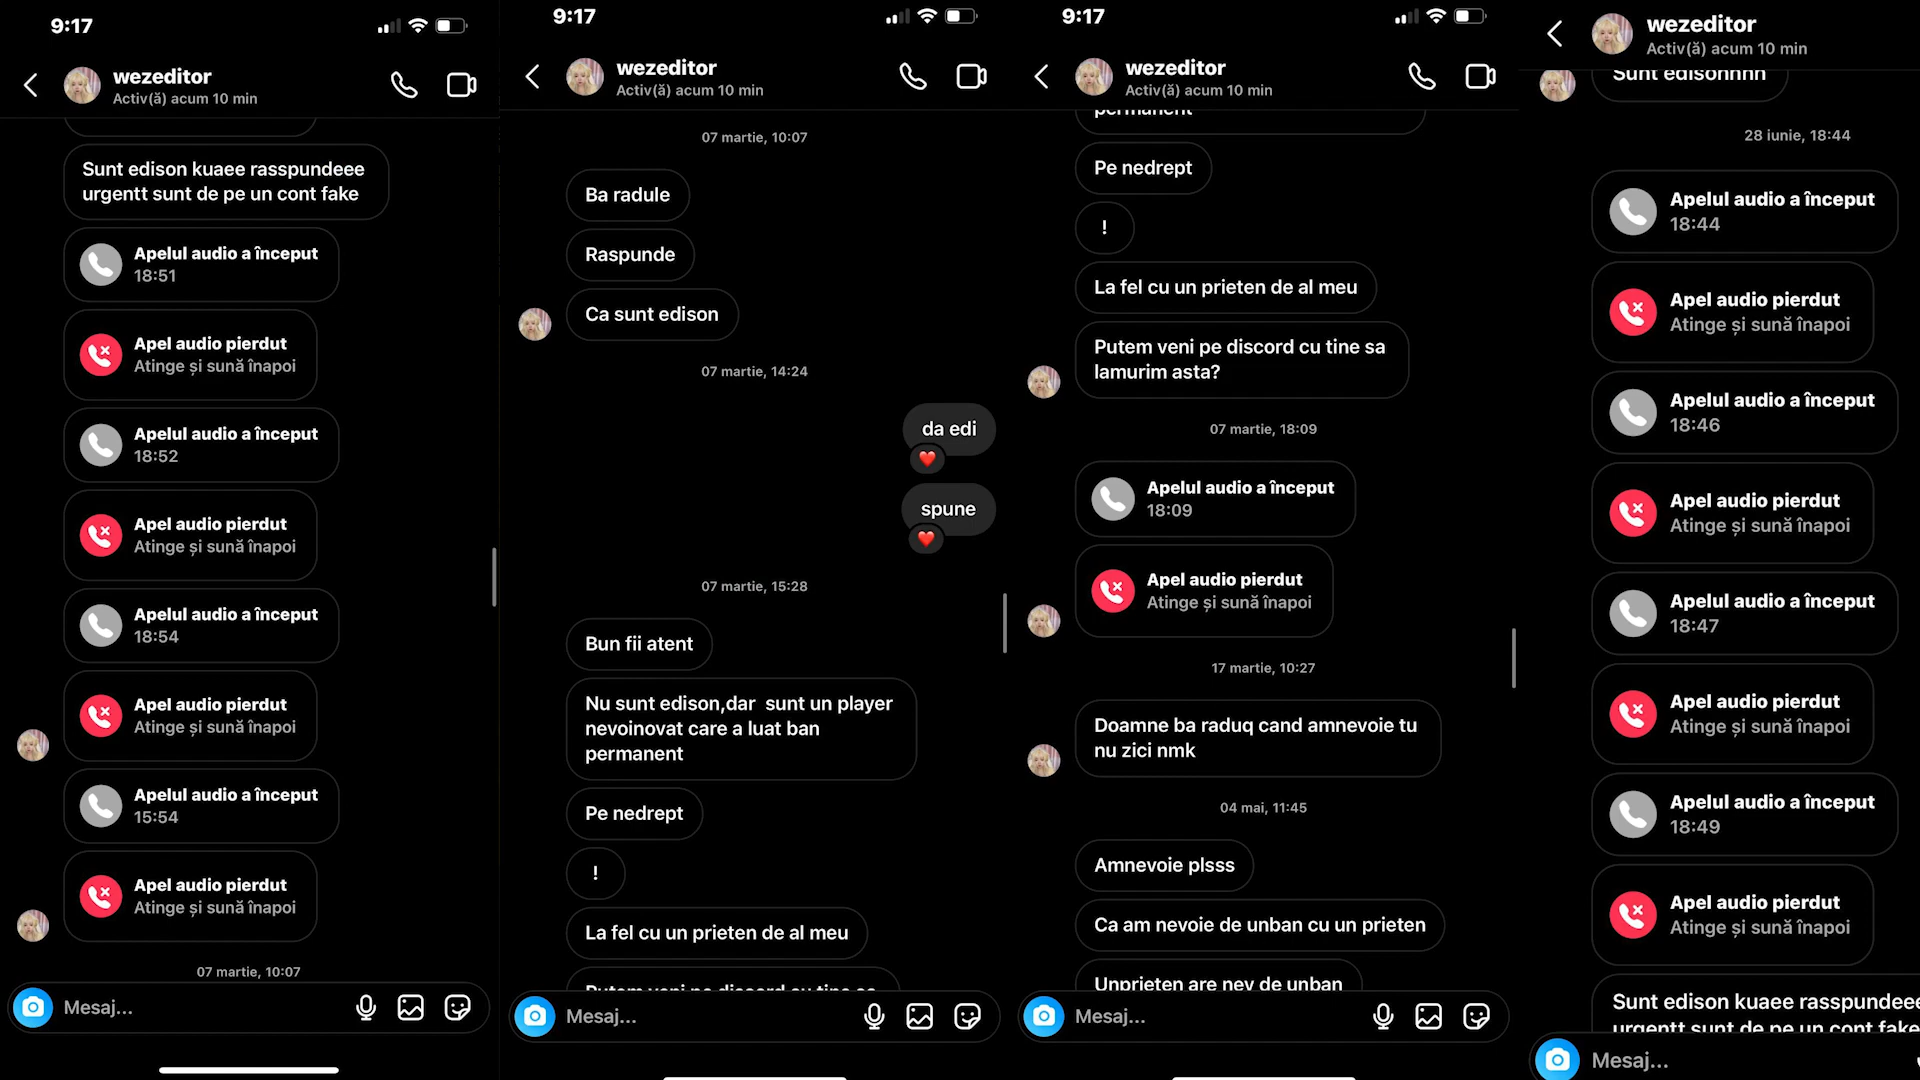 9:17
wezeditor
Activ(ă) acum 10 min
Sunt edison kuaee rasspundeee
urgentt sunt de pe un cont fake
Apelul audio a început
18:51
Apel audio pierdut
Atinge și sună înapoi
Apelul audio a început
18:52
Apel audio pierdut
Atinge și sună înapoi
Apelul audio a început
18:54
Apel audio pierdut
Atinge și sună înapoi
Apelul audio a început
15:54
Apel audio pierdut
Atinge și sună înapoi
07 martie, 10:07
Mesaj...
9:17
wezeditor
Activ(ă) acum 10 min
07 martie, 10:07
Ba radule
Raspunde
Ca sunt edison
07 martie, 14:24
da edi
spune
07 martie, 15:28
Bun fii atent
Nu sunt edison,dar sunt un player
nevoinovat care a luat ban
permanent
Pe nedrept
!
La fel cu un prieten de al meu
Putem veni pe discord cu tine sa
Mesaj...
9:17
wezeditor
Activ(ă) acum 10 min
permanent
Pe nedrept
!
La fel cu un prieten de al meu
Putem veni pe discord cu tine sa
lamurim asta?
07 martie, 18:09
Apelul audio a început
18:09
Apel audio pierdut
Atinge și sună înapoi
17 martie, 10:27
Doamne ba raduq cand amnevoie tu
nu zici nmk
04 mai, 11:45
Amnevoie plsss
Ca am nevoie de unban cu un prieten
Unprieten are nev de unban
Mesaj...
wezeditor
Activ(ă) acum 10 min
Sunt edisonnnn
28 iunie, 18:44
Apelul audio a început
18:44
Apel audio pierdut
Atinge și sună înapoi
Apelul audio a început
18:46
Apel audio pierdut
Atinge și sună înapoi
Apelul audio a început
18:47
Apel audio pierdut
Atinge și sună înapoi
Apelul audio a început
18:49
Apel audio pierdut
Atinge și sună înapoi
Sunt edison kuaee rasspundeee
urgentt sunt de pe un cont fake
Mesaj...